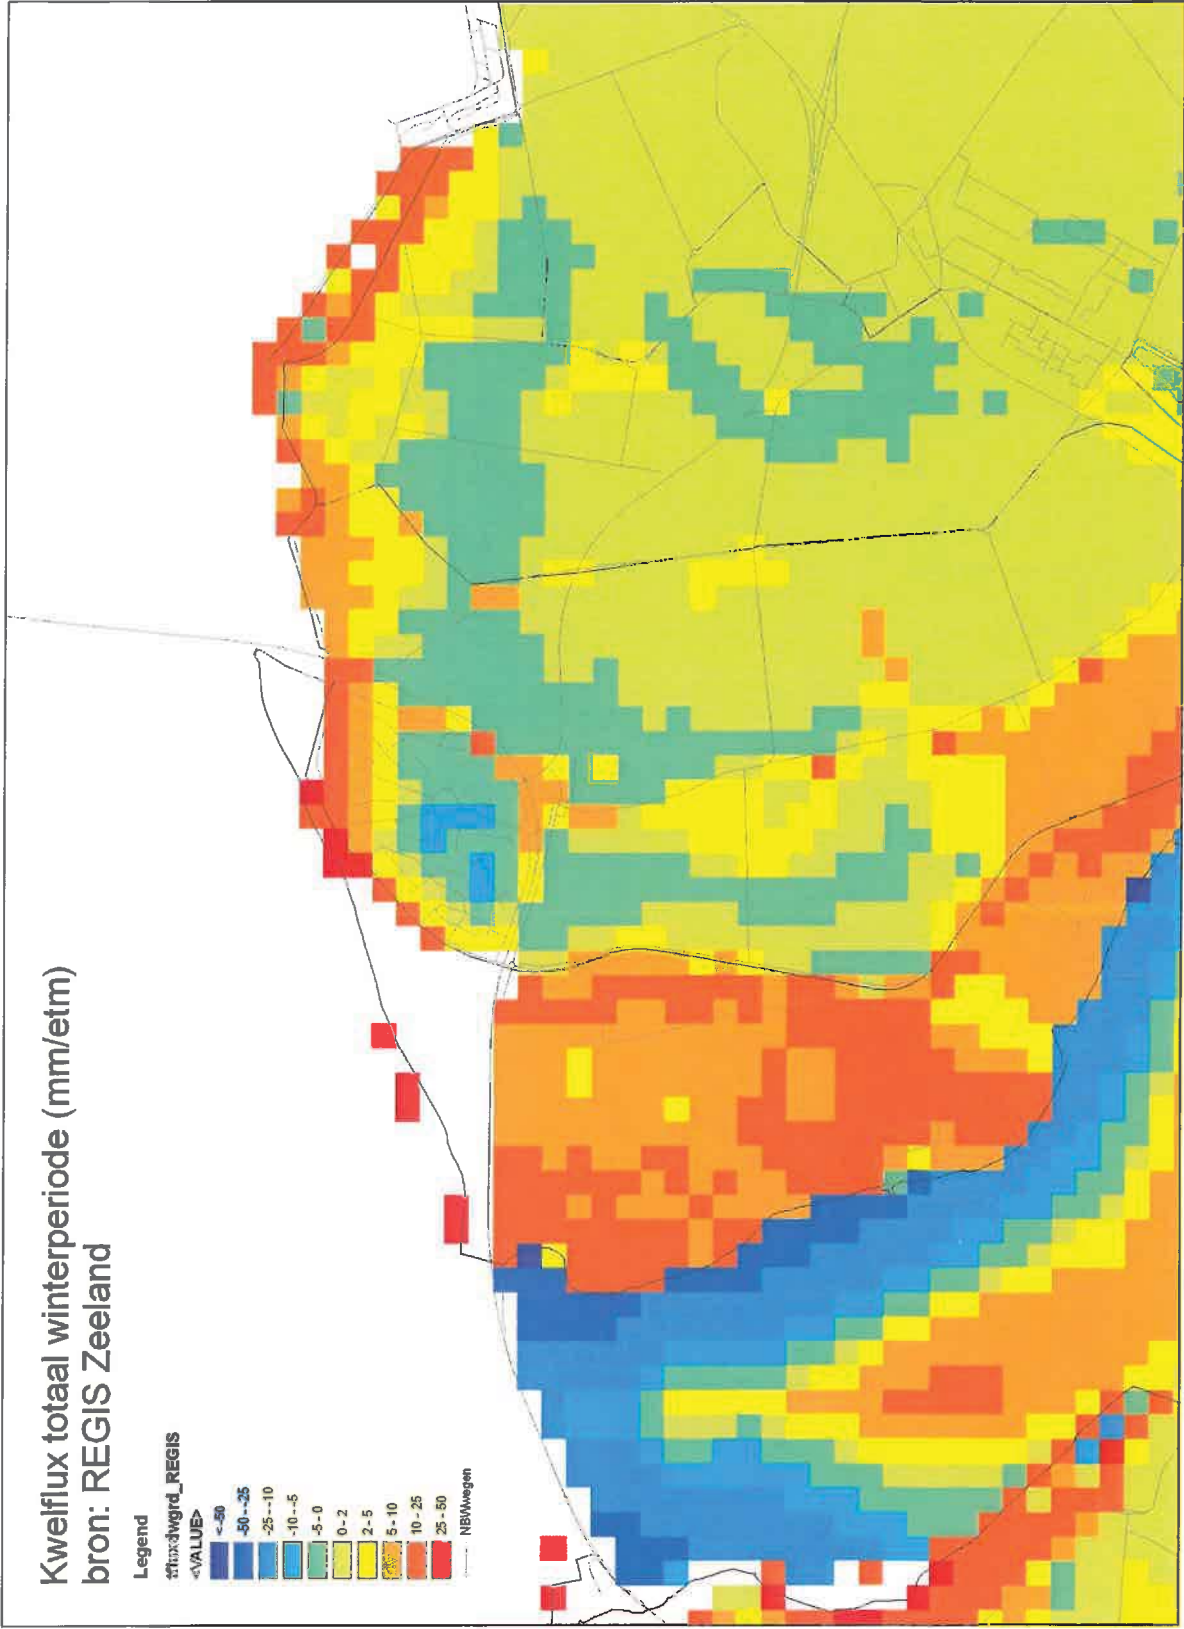 Kwelflux totaal winterperiode (mm/etm)
bron: REGIS Zeeland
Legend
<VALUE>
<-50
-50--25
-25--10
-10--5
-5 - 0
0 - 2
2 - 5
5 - 10
10 - 25
25 - 50
NBWwegen